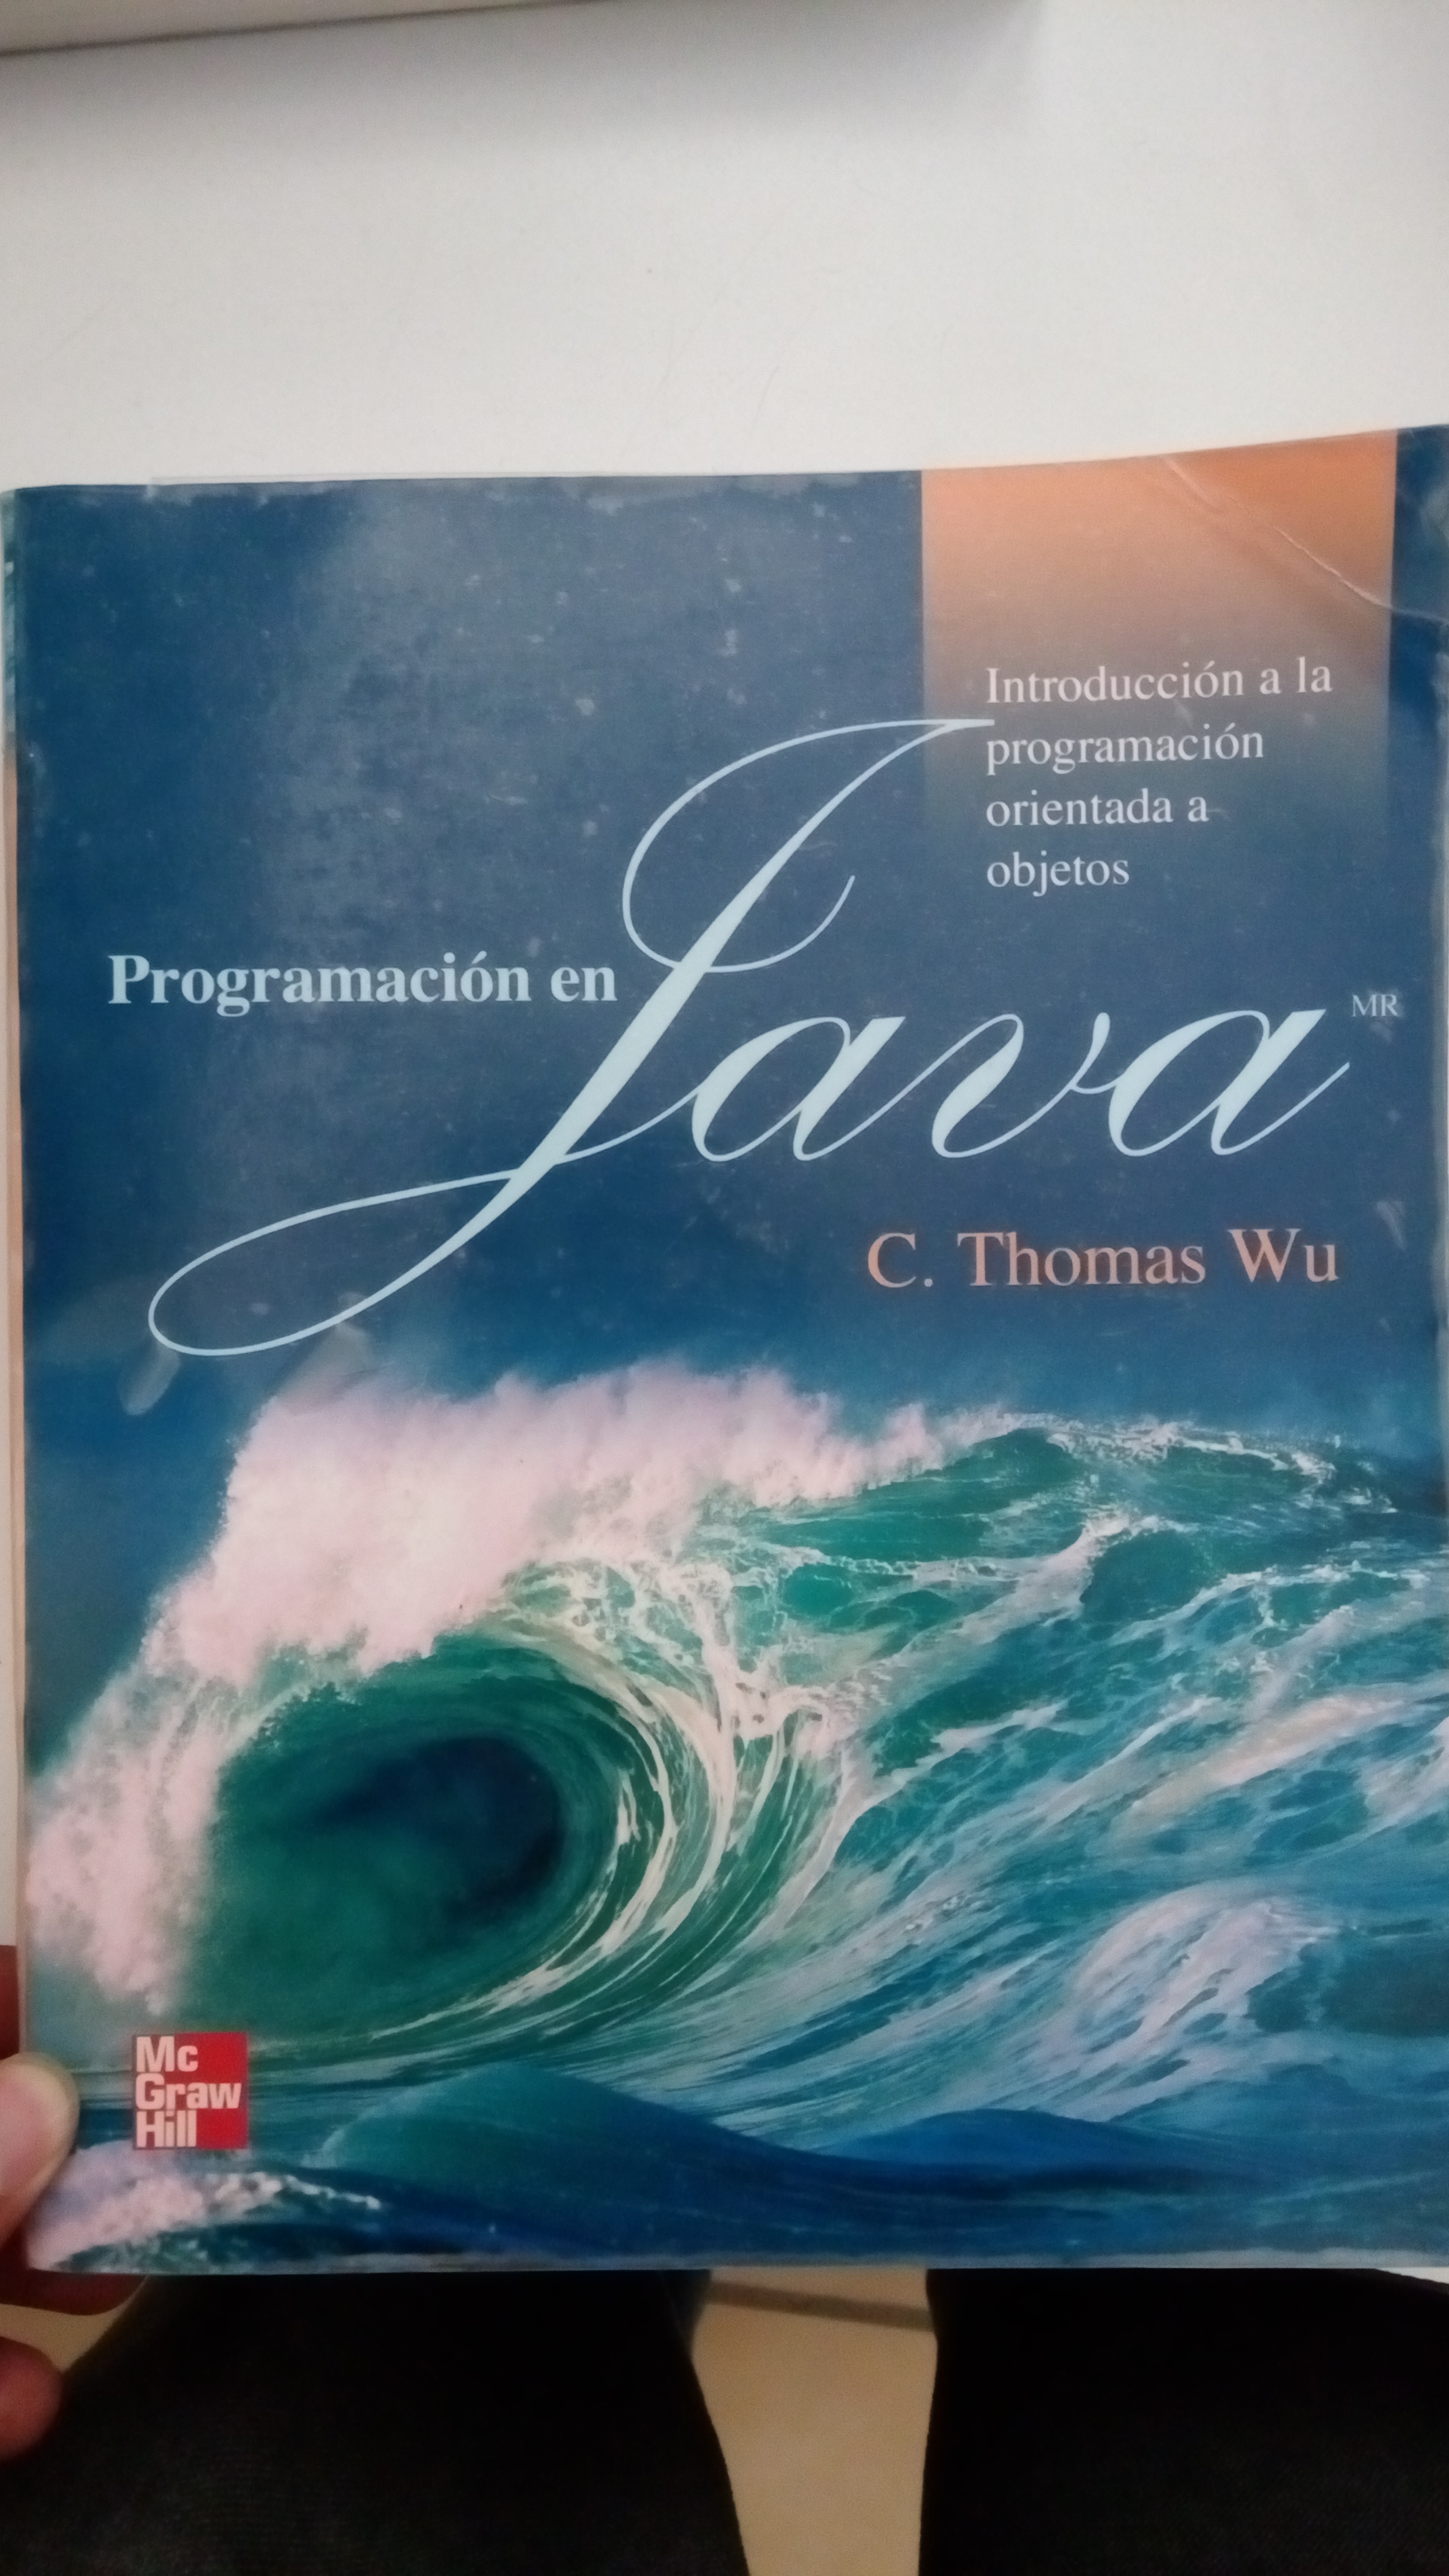 Introducción a la
programación
orientada a
objetos
Programación en
Java MR
C. Thomas Wu
Mc
Graw
Hill